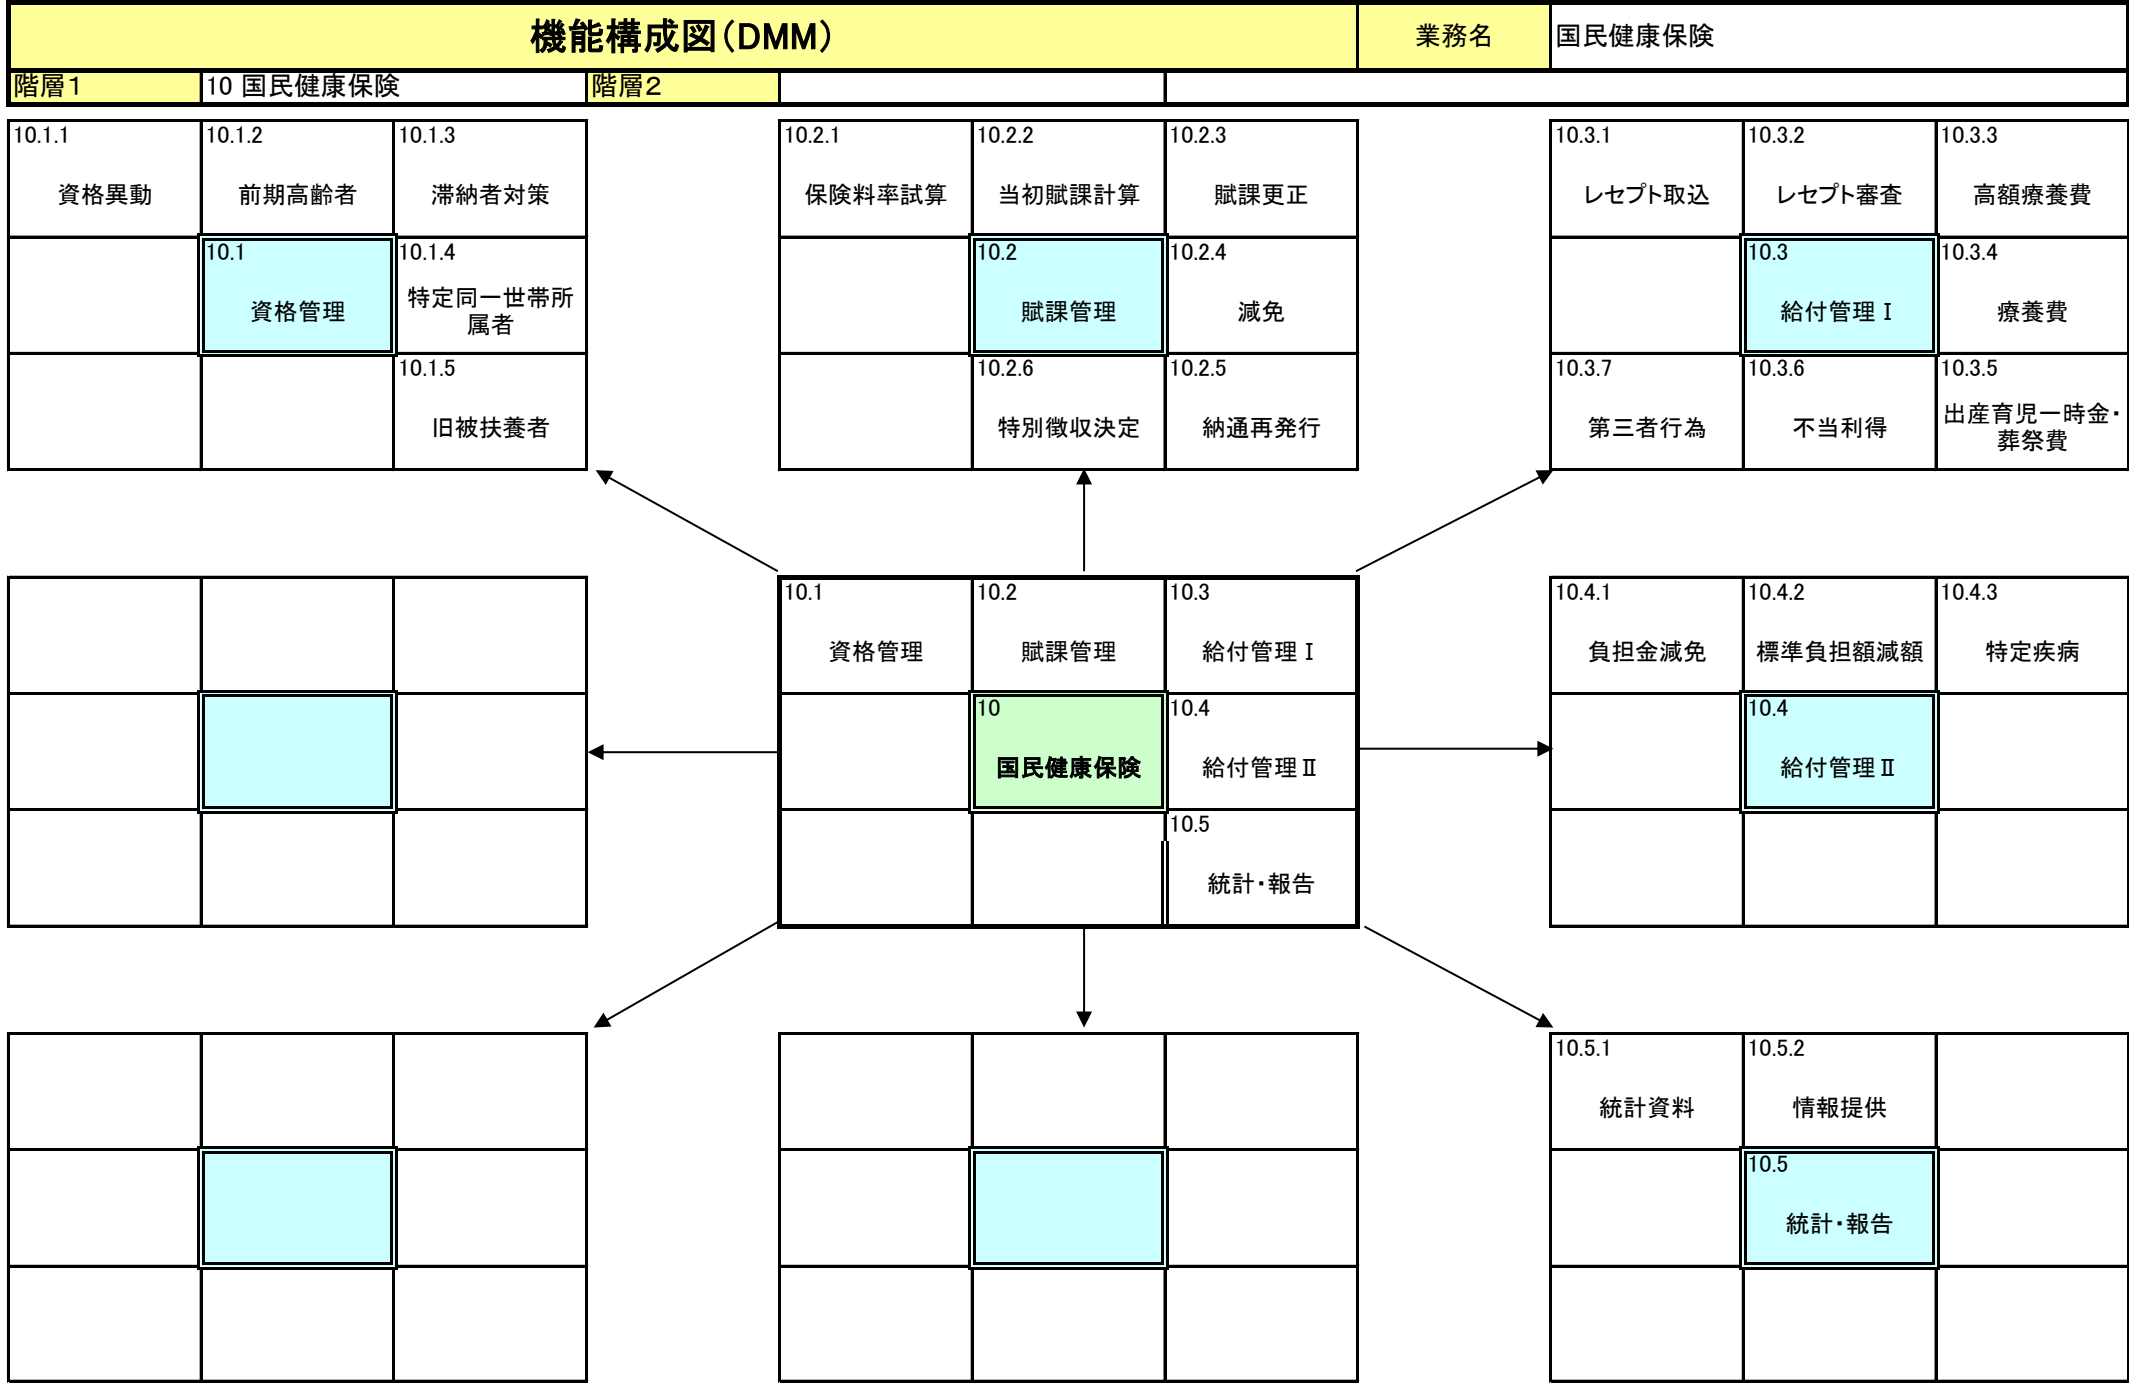 機能構成図(DMM)
業務名
国民健康保険
階層1
10 国民健康保険
階層2
10.1.1
資格異動
10.1.2
前期高齢者
10.1.3
滞納者対策
10.1
資格管理
10.1.4
特定同一世帯所
属者
10.1.5
旧被扶養者
10.2.1
保険料率試算
10.2.2
当初賦課計算
10.2.3
賦課更正
10.2
賦課管理
10.2.4
減免
10.2.6
特別徴収決定
10.2.5
納通再発行
10.3.1
レセプト取込
10.3.2
レセプト審査
10.3.3
高額療養費
10.3
給付管理Ⅰ
10.3.4
療養費
10.3.7
第三者行為
10.3.6
不当利得
10.3.5
出産育児一時金・
葬祭費
10.1
資格管理
10.2
賦課管理
10.3
給付管理Ⅰ
10
国民健康保険
10.4
給付管理Ⅱ
10.5
統計・報告
10.4.1
負担金減免
10.4.2
標準負担額減額
10.4.3
特定疾病
10.4
給付管理Ⅱ
10.5.1
統計資料
10.5.2
情報提供
10.5
統計・報告